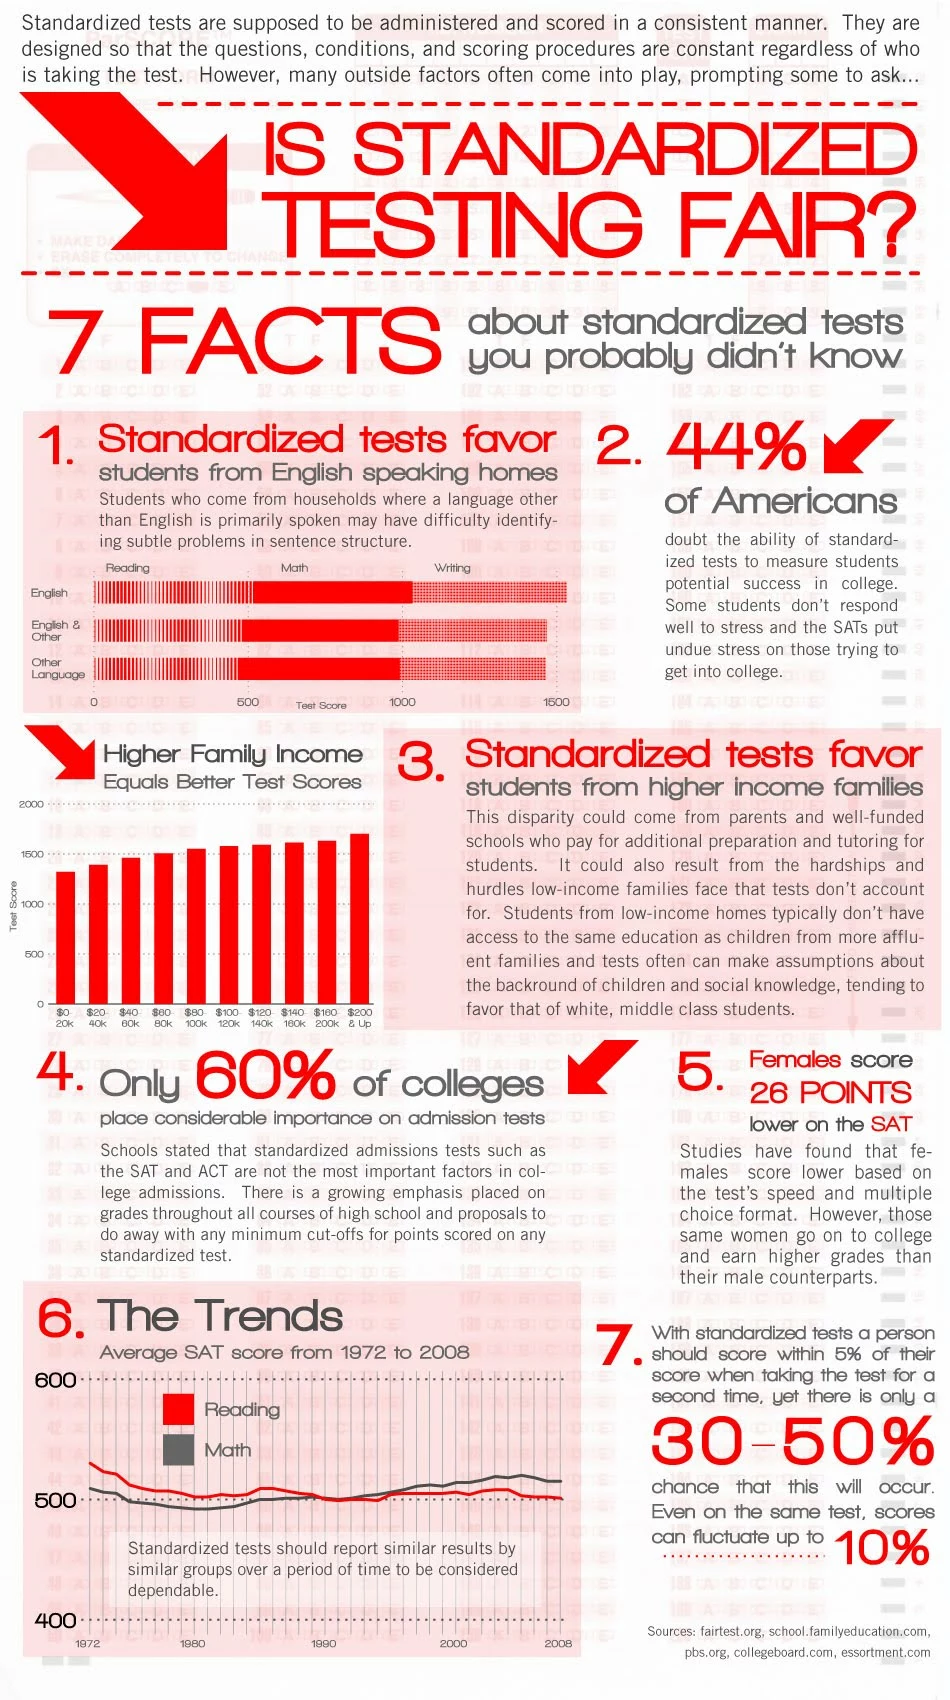 Standardized tests are supposed to be administered and scored in a consistent manner. They are
designed so that the questions, conditions, and scoring procedures are constant regardless of who
is taking the test. However, many outside factors often come into play, prompting some to ask...
IS STANDARDIZED
TESTING FAIR?
7 FACTS
about standardized tests
you probably didn't know
1. Standardized tests favor
students from English speaking homes
Students who come from households where a language other
than English is primarily spoken may have difficulty identify-
ing subtle problems in sentence structure.
Reading Math Writing
English
English &
Other
Other
Language
0 500 1000 1500
Test Score
2. 44%
of Americans
doubt the ability of standard-
ized tests to measure students
potential success in college.
Some students don't respond
well to stress and the SATs put
undue stress on those trying to
get into college.
Higher Family Income
Equals Better Test Scores
2000
1500
1000
500
0
Test Score
$0- $20- $40- $60- $80- $100- $120- $140- $160- $200
20k 40k 60k 80k 100k 120k 140k 160k 200k & Up
3. Standardized tests favor
students from higher income families
This disparity could come from parents and well-funded
schools who pay for additional preparation and tutoring for
students. It could also result from the hardships and
hurdles low-income families face that tests don't account
for. Students from low-income homes typically don't have
access to the same education as children from more afflu-
ent families and tests often can make assumptions about
the backround of children and social knowledge, tending to
favor that of white, middle class students.
4. Only 60% of colleges
place considerable importance on admission tests
Schools stated that standardized admissions tests such as
the SAT and ACT are not the most important factors in col-
lege admissions. There is a growing emphasis placed on
grades throughout all courses of high school and proposals to
do away with any minimum cut-offs for points scored on any
standardized test.
5. Females score
26 POINTS
lower on the SAT
Studies have found that fe-
males score lower based on
the test's speed and multiple
choice format. However, those
same women go on to college
and earn higher grades than
their male counterparts.
6. The Trends
Average SAT score from 1972 to 2008
600
Reading
Math
500
Standardized tests should report similar results by
similar groups over a period of time to be considered
dependable.
400
1972 1980 1990 2000 2008
7. With standardized tests a person
should score within 5% of their
score when taking the test for a
second time, yet there is only a
30-50%
chance that this will occur.
Even on the same test, scores
can fluctuate up to 10%
Sources: fairtest.org, school.familyeducation.com,
pbs.org, collegeboard.com, essortment.com